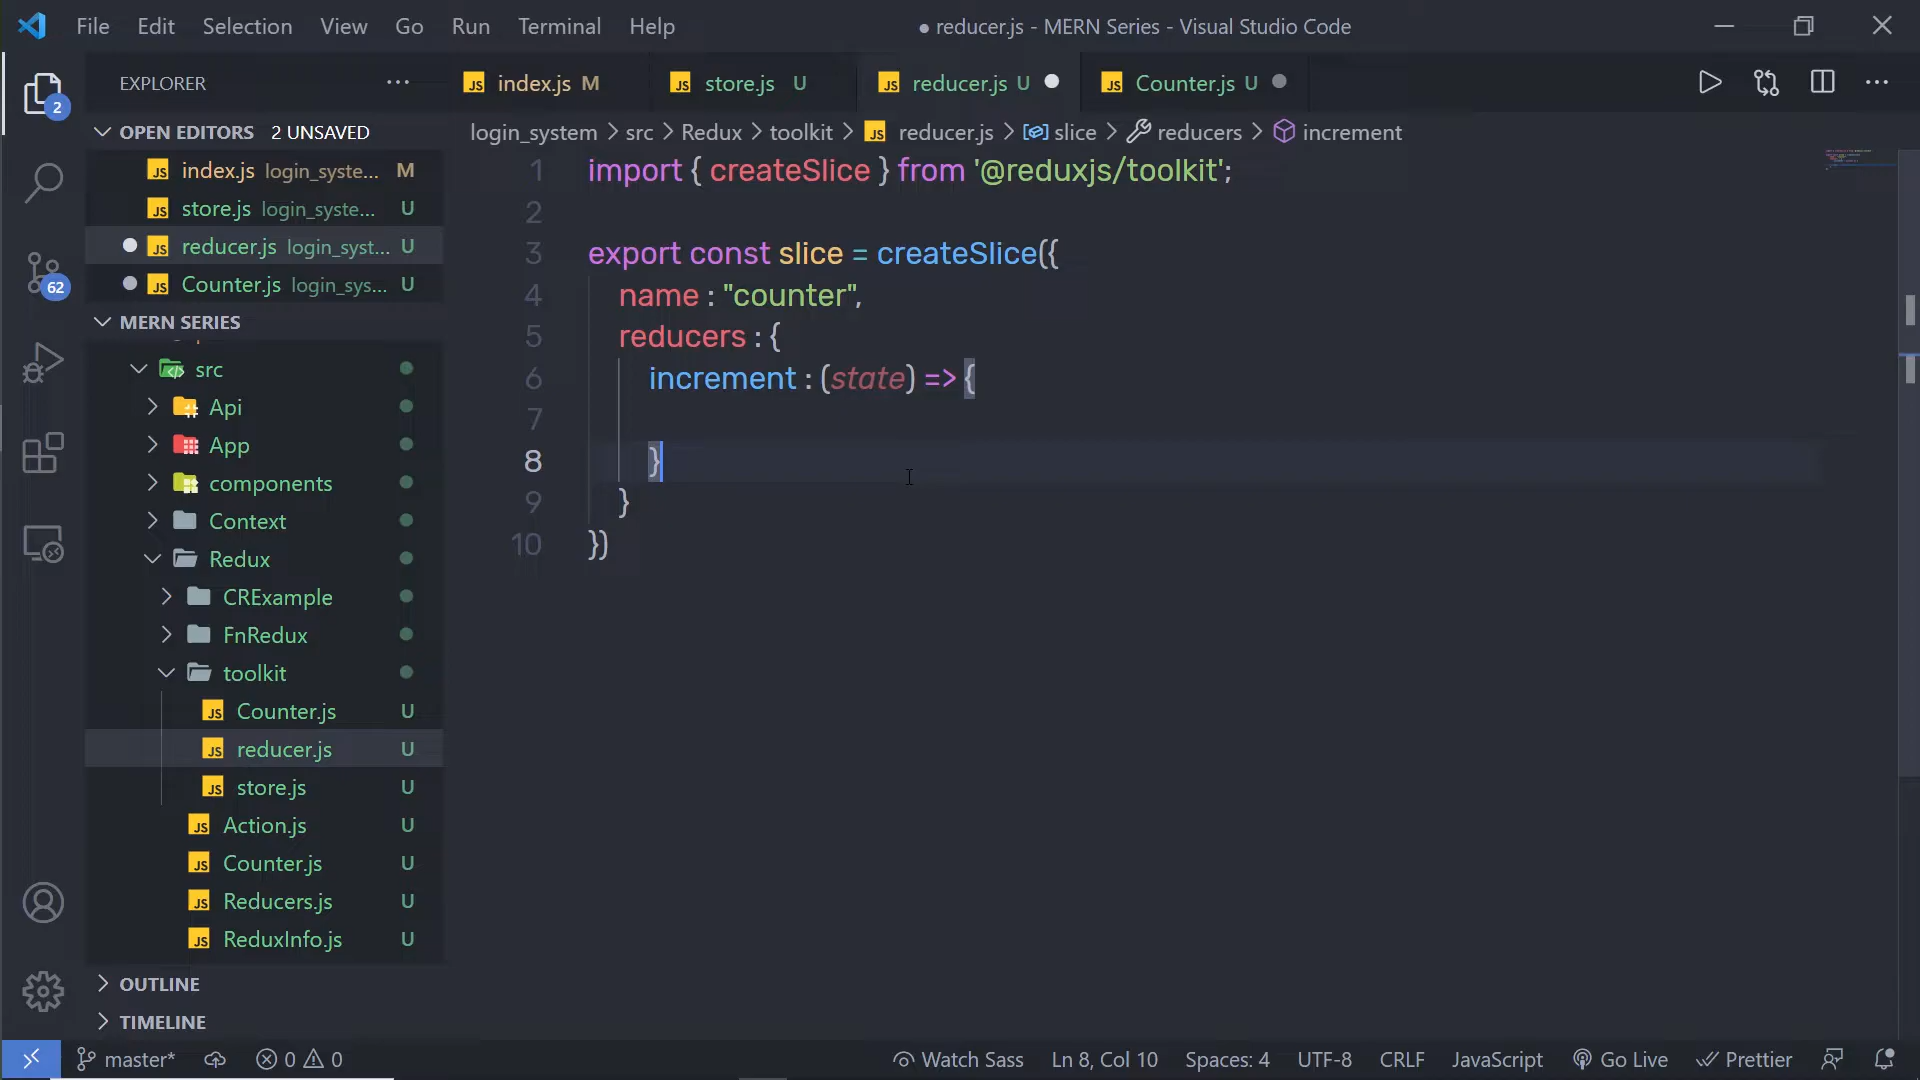 File Edit Selection View Go Run Terminal Help
● reducer.js - MERN Series - Visual Studio Code
EXPLORER
OPEN EDITORS 2 UNSAVED
index.js login_syste... M
store.js login_syste... U
reducer.js login_syst... U
Counter.js login_sys... U
MERN SERIES
src
Api
App
components
Context
Redux
CRExample
FnRedux
toolkit
Counter.js U
reducer.js U
store.js U
Action.js U
Counter.js U
Reducers.js U
ReduxInfo.js U
OUTLINE
TIMELINE
2
62
index.js M store.js U reducer.js U Counter.js U
login_system > src > Redux > toolkit > reducer.js > slice > reducers > increment
1 import { createSlice } from '@reduxjs/toolkit';
2
3 export const slice = createSlice({
4 name : "counter",
5 reducers : {
6 increment : (state) => {
7
8 }
9 }
10 })
master* 0 0 Watch Sass Ln 8, Col 10 Spaces: 4 UTF-8 CRLF JavaScript Go Live Prettier